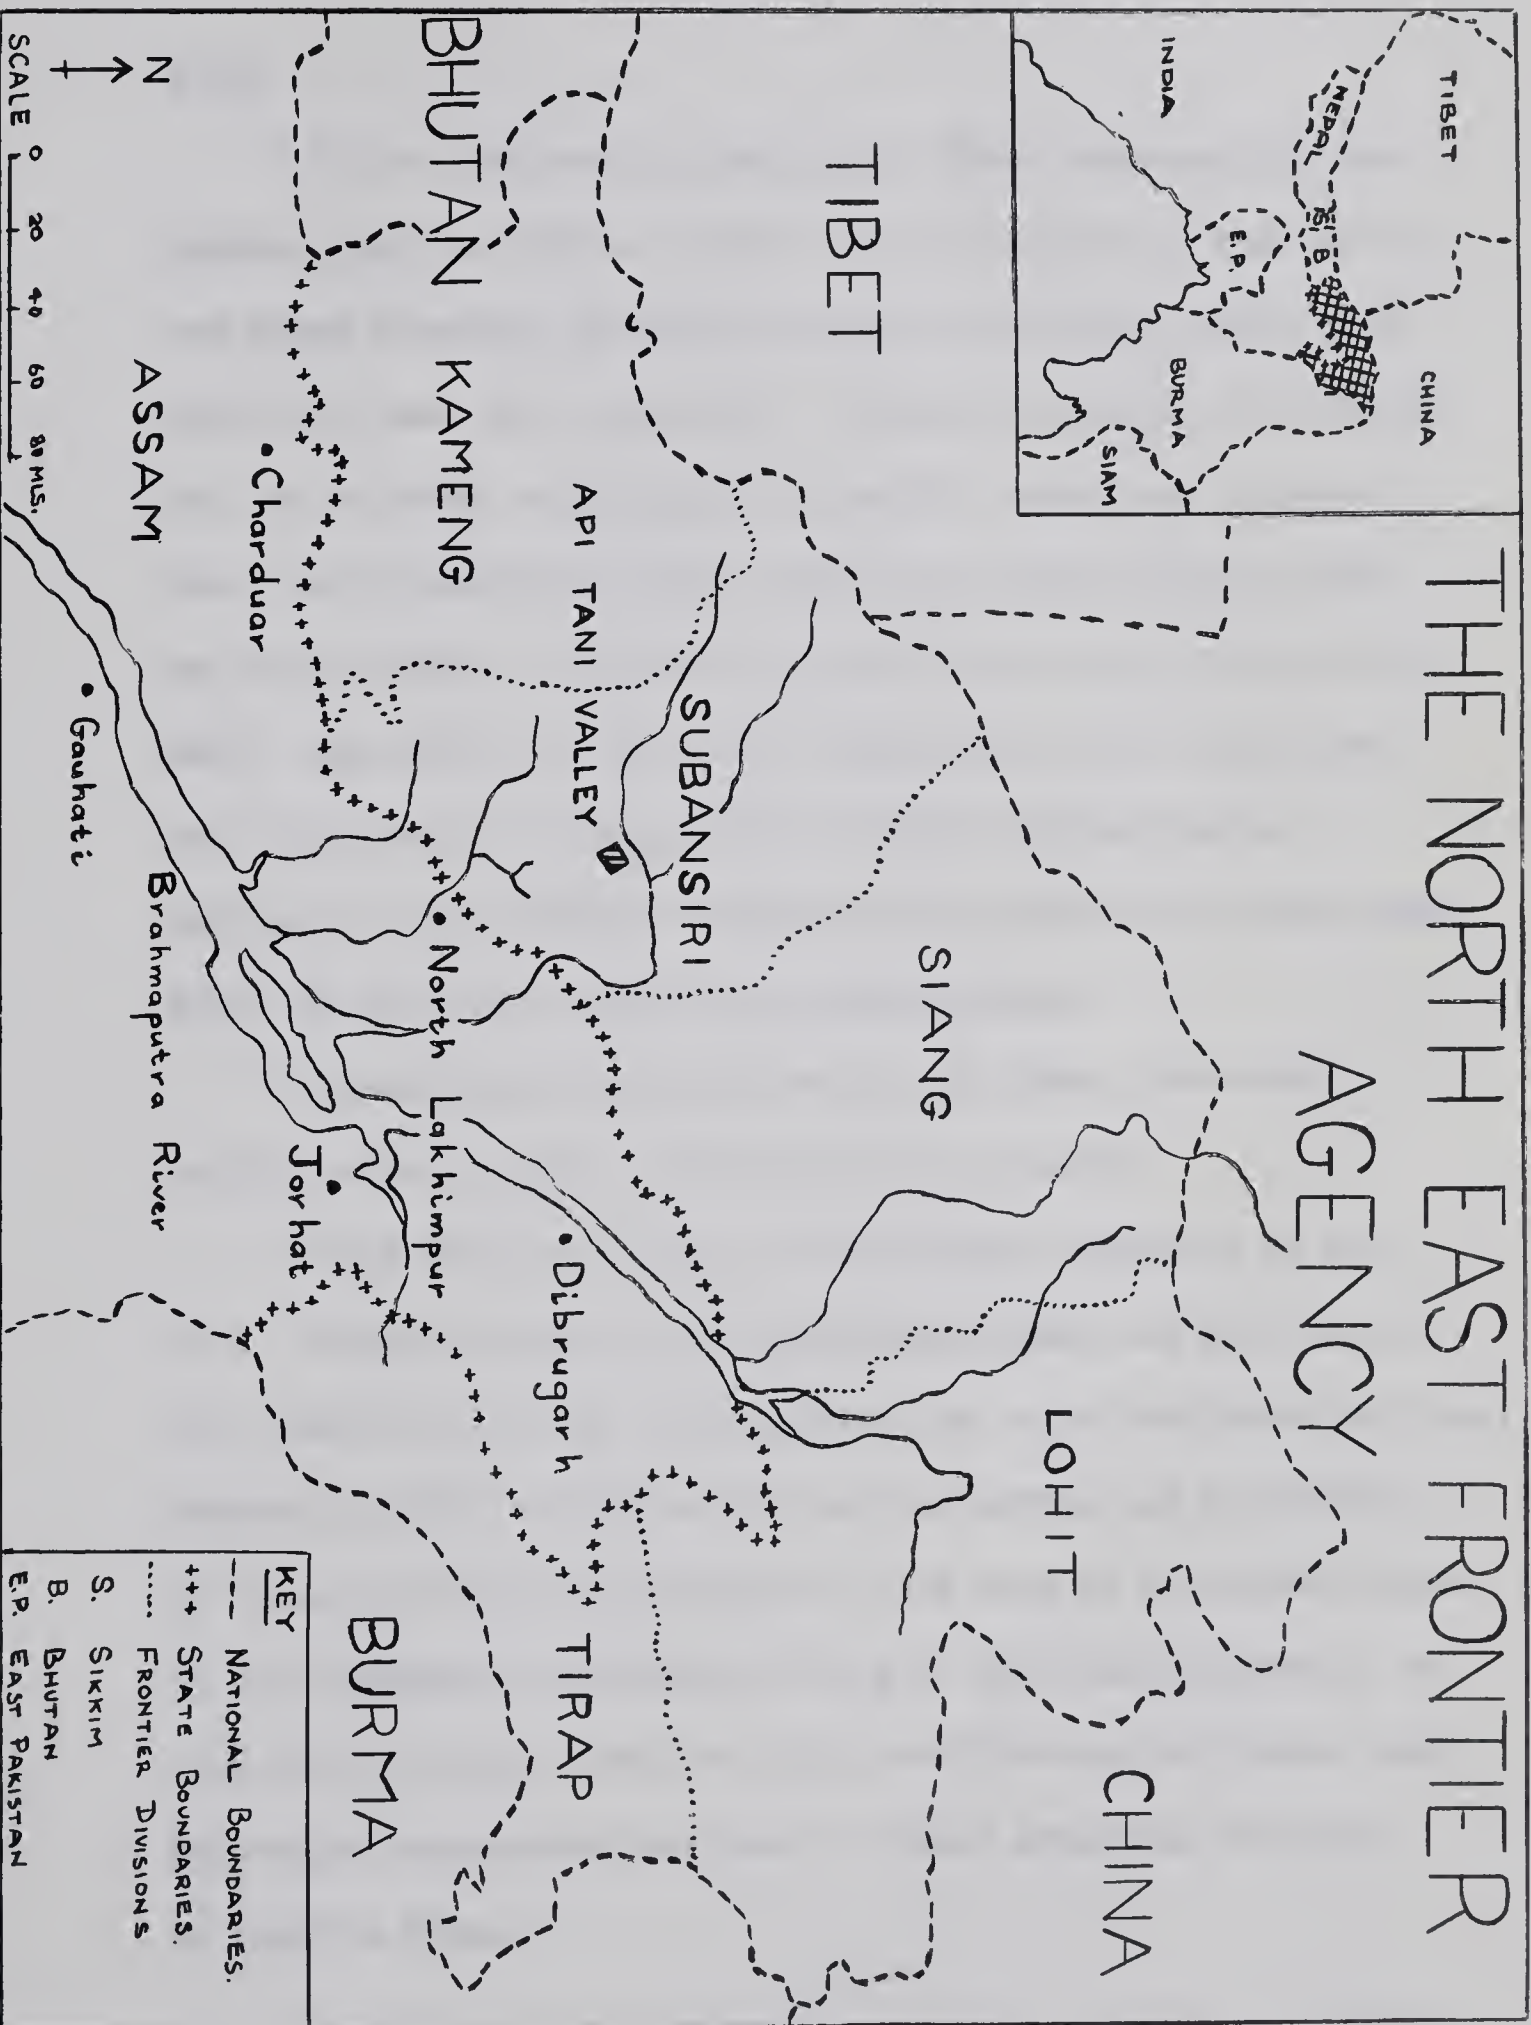 THE NORTH EAST FRONTIER
AGENCY
TIBET
CHINA
NEPAL
S
B
INDIA
E.P.
BURMA
SIAM
TIBET
CHINA
SIANG
LOHIT
SUBANSIRI
API TANI VALLEY
BHUTAN
KAMENG
TIRAP
BURMA
Dibrugarh
North Lakhimpur
Jorhat
Charduar
ASSAM
Brahmaputra River
Gauhati
N
SCALE 0 20 40 60 80 MLS.
KEY
--- NATIONAL BOUNDARIES.
+++ STATE BOUNDARIES.
...... FRONTIER DIVISIONS
S. SIKKIM
B. BHUTAN
E.P. EAST PAKISTAN